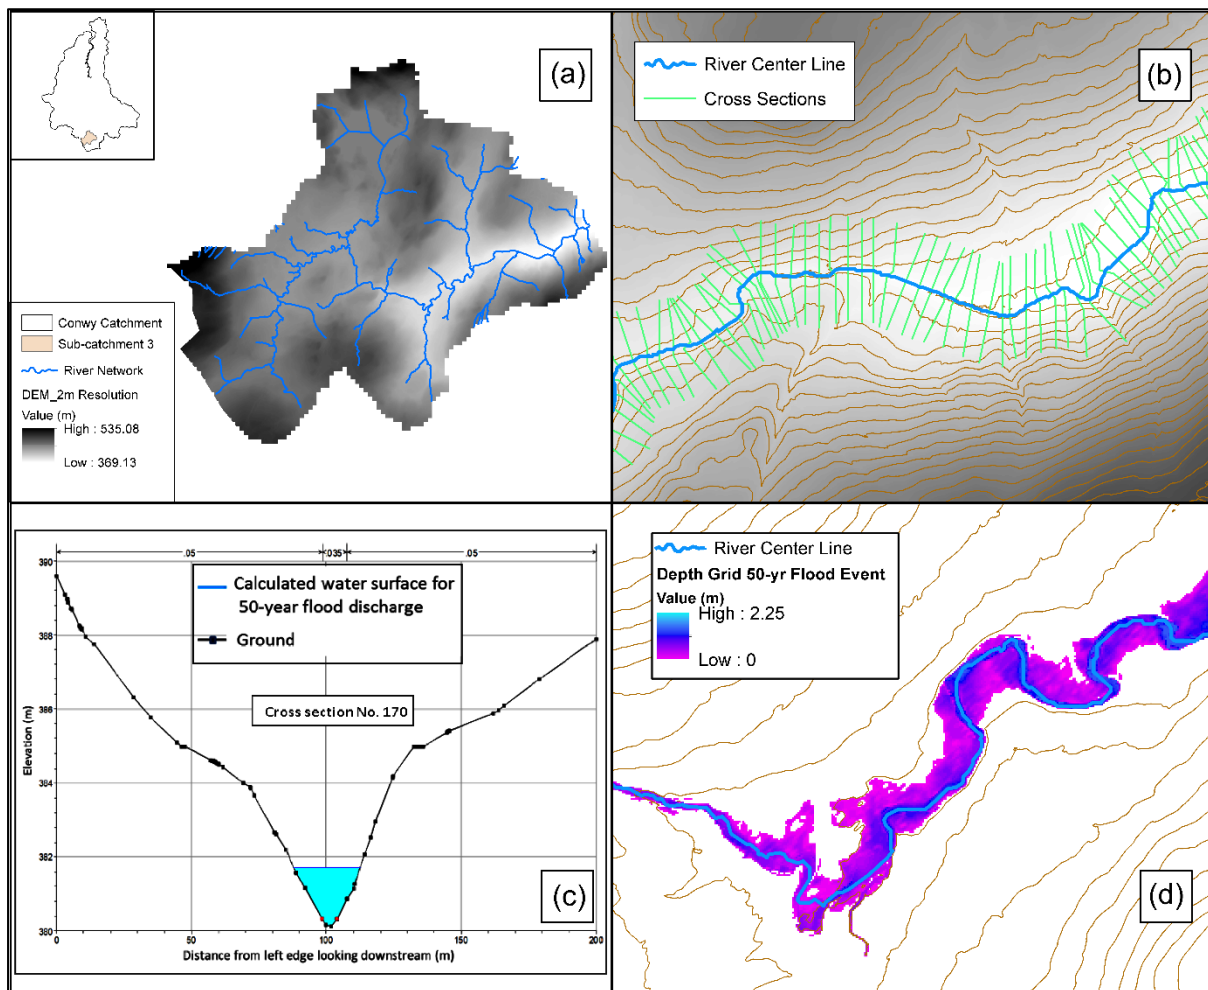 (a)
Conwy Catchment
Sub-catchment 3
River Network
DEM_2m Resolution
Value (m)
High : 535.08
Low : 369.13
(b)
River Center Line
Cross Sections
.05
.035
.05
390
388
386
384
382
380
Elevation (m)
Calculated water surface for
50-year flood discharge
Ground
Cross section No. 170
(c)
0
50
100
150
200
Distance from left edge looking downstream (m)
River Center Line
Depth Grid 50-yr Flood Event
Value (m)
High : 2.25
Low : 0
(d)